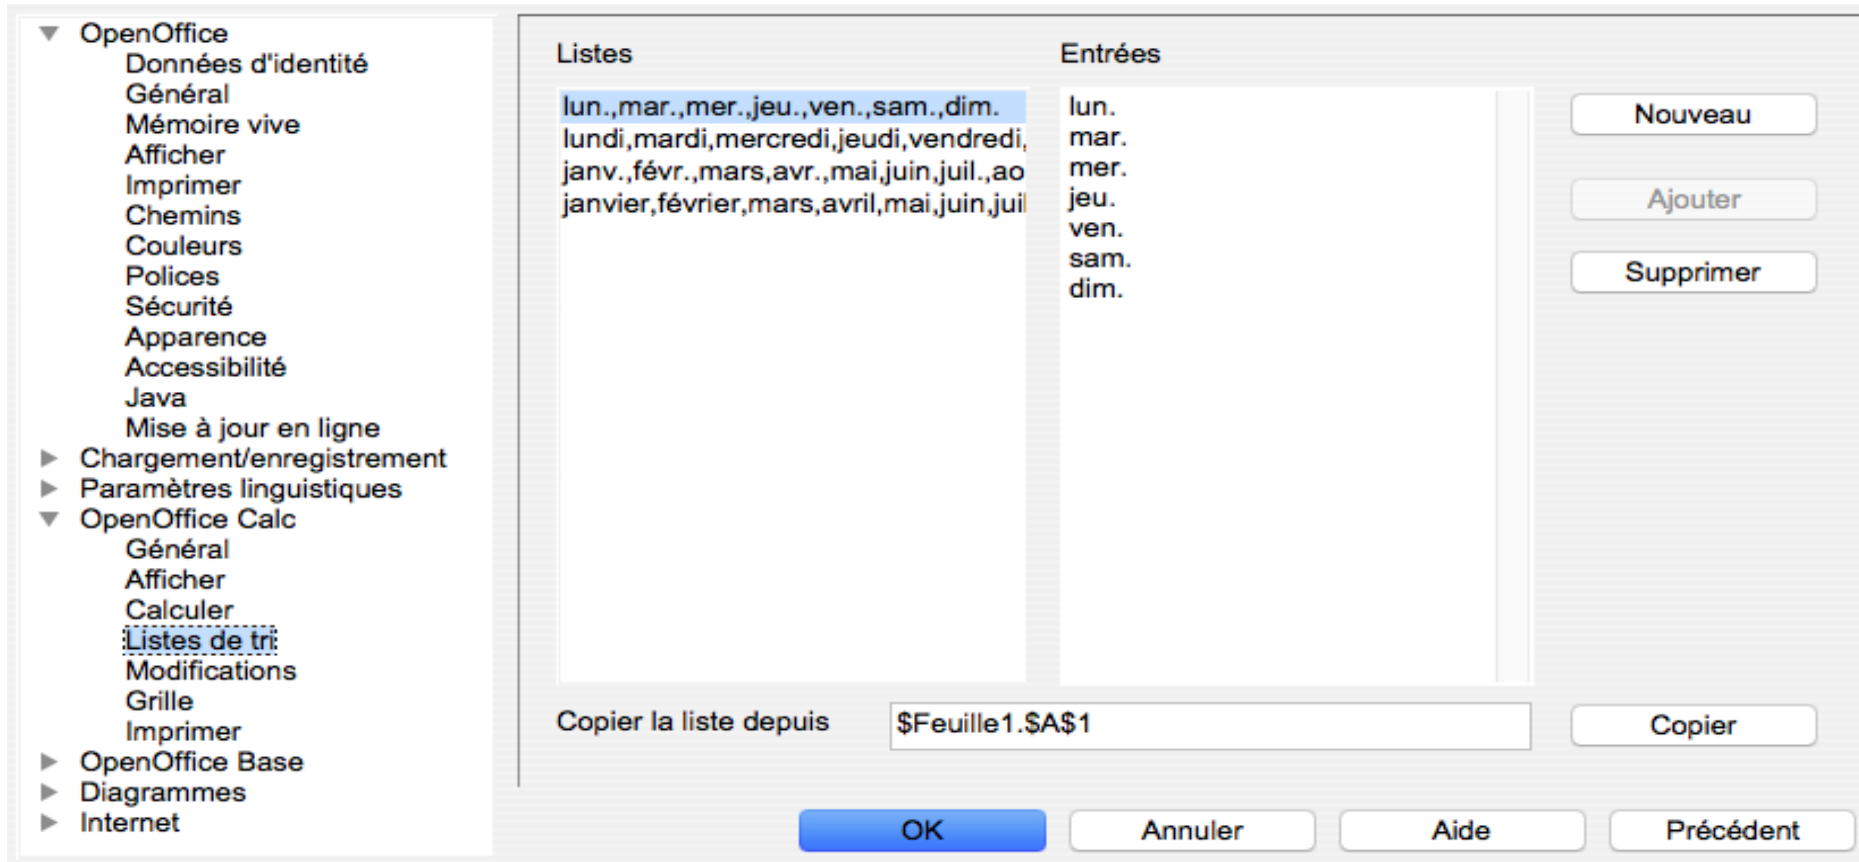 OpenOffice
Données d'identité
Général
Mémoire vive
Afficher
Imprimer
Chemins
Couleurs
Polices
Sécurité
Apparence
Accessibilité
Java
Mise à jour en ligne
Chargement/enregistrement
Paramètres linguistiques
OpenOffice Calc
Général
Afficher
Calculer
Listes de tri
Modifications
Grille
Imprimer
OpenOffice Base
Diagrammes
Internet
Listes
lun.,mar.,mer.,jeu.,ven.,sam.,dim.
lundi,mardi,mercredi,jeudi,vendredi,
janv.,févr.,mars,avr.,mai,juin,juil.,ao
janvier,février,mars,avril,mai,juin,juil
Entrées
lun.
mar.
mer.
jeu.
ven.
sam.
dim.
Nouveau
Ajouter
Supprimer
Copier la liste depuis
$Feuille1.$A$1
Copier
OK
Annuler
Aide
Précédent